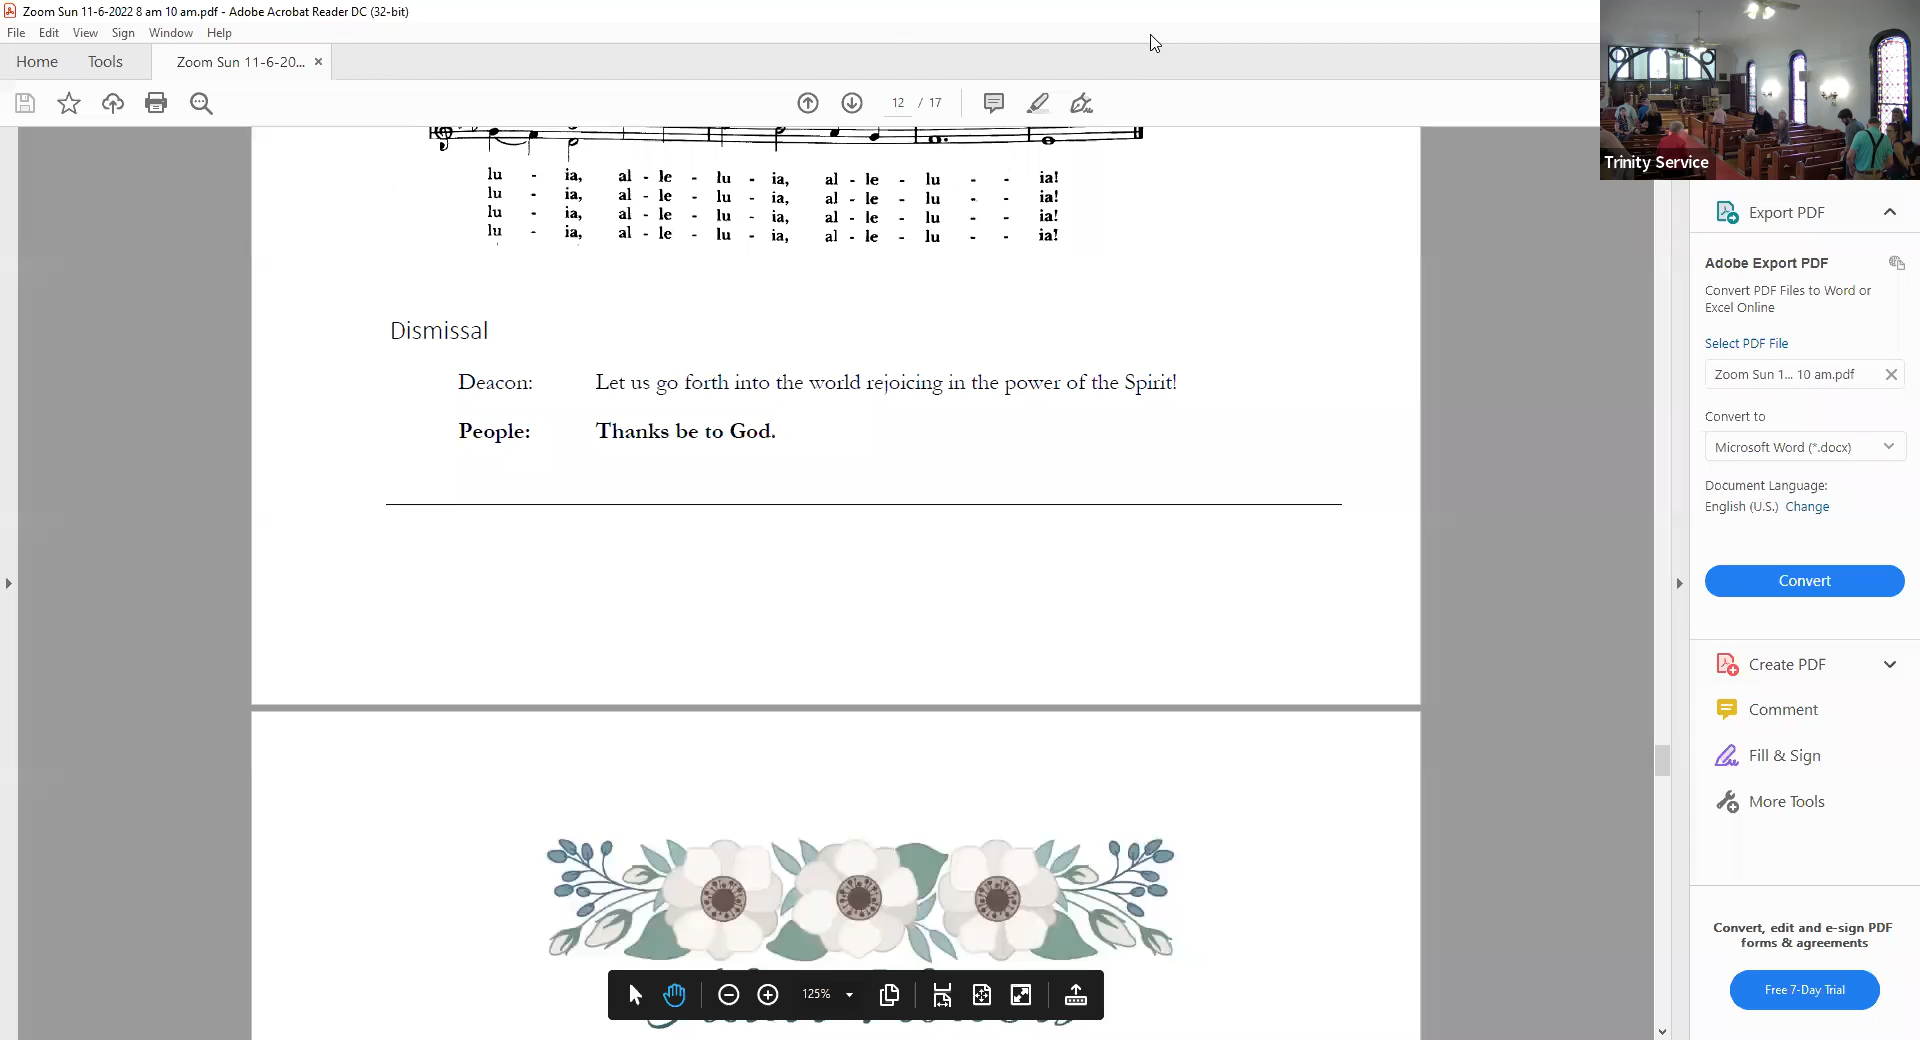 Zoom Sun 11-6-2022 8 am 10 am.pdf - Adobe Acrobat Reader DC (32-bit)
File Edit View Sign Window Help
Home Tools Zoom Sun 11-6-20... ×
12 / 17
Trinity Service
lu - ia, al - le - lu - ia, al - le - lu - - ia!
lu - ia, al - le - lu - ia, al - le - lu - - ia!
lu - ia, al - le - lu - ia, al - le - lu - - ia!
lu - ia, al - le - lu - ia, al - le - lu - - ia!
Dismissal
Deacon: Let us go forth into the world rejoicing in the power of the Spirit!
People: Thanks be to God.
125%
Export PDF
Adobe Export PDF
Convert PDF Files to Word or
Excel Online
Select PDF File
Zoom Sun 1... 10 am.pdf
Convert to
Microsoft Word (*.docx)
Document Language:
English (U.S.) Change
Convert
Create PDF
Comment
Fill & Sign
More Tools
Convert, edit and e-sign PDF
forms & agreements
Free 7-Day Trial